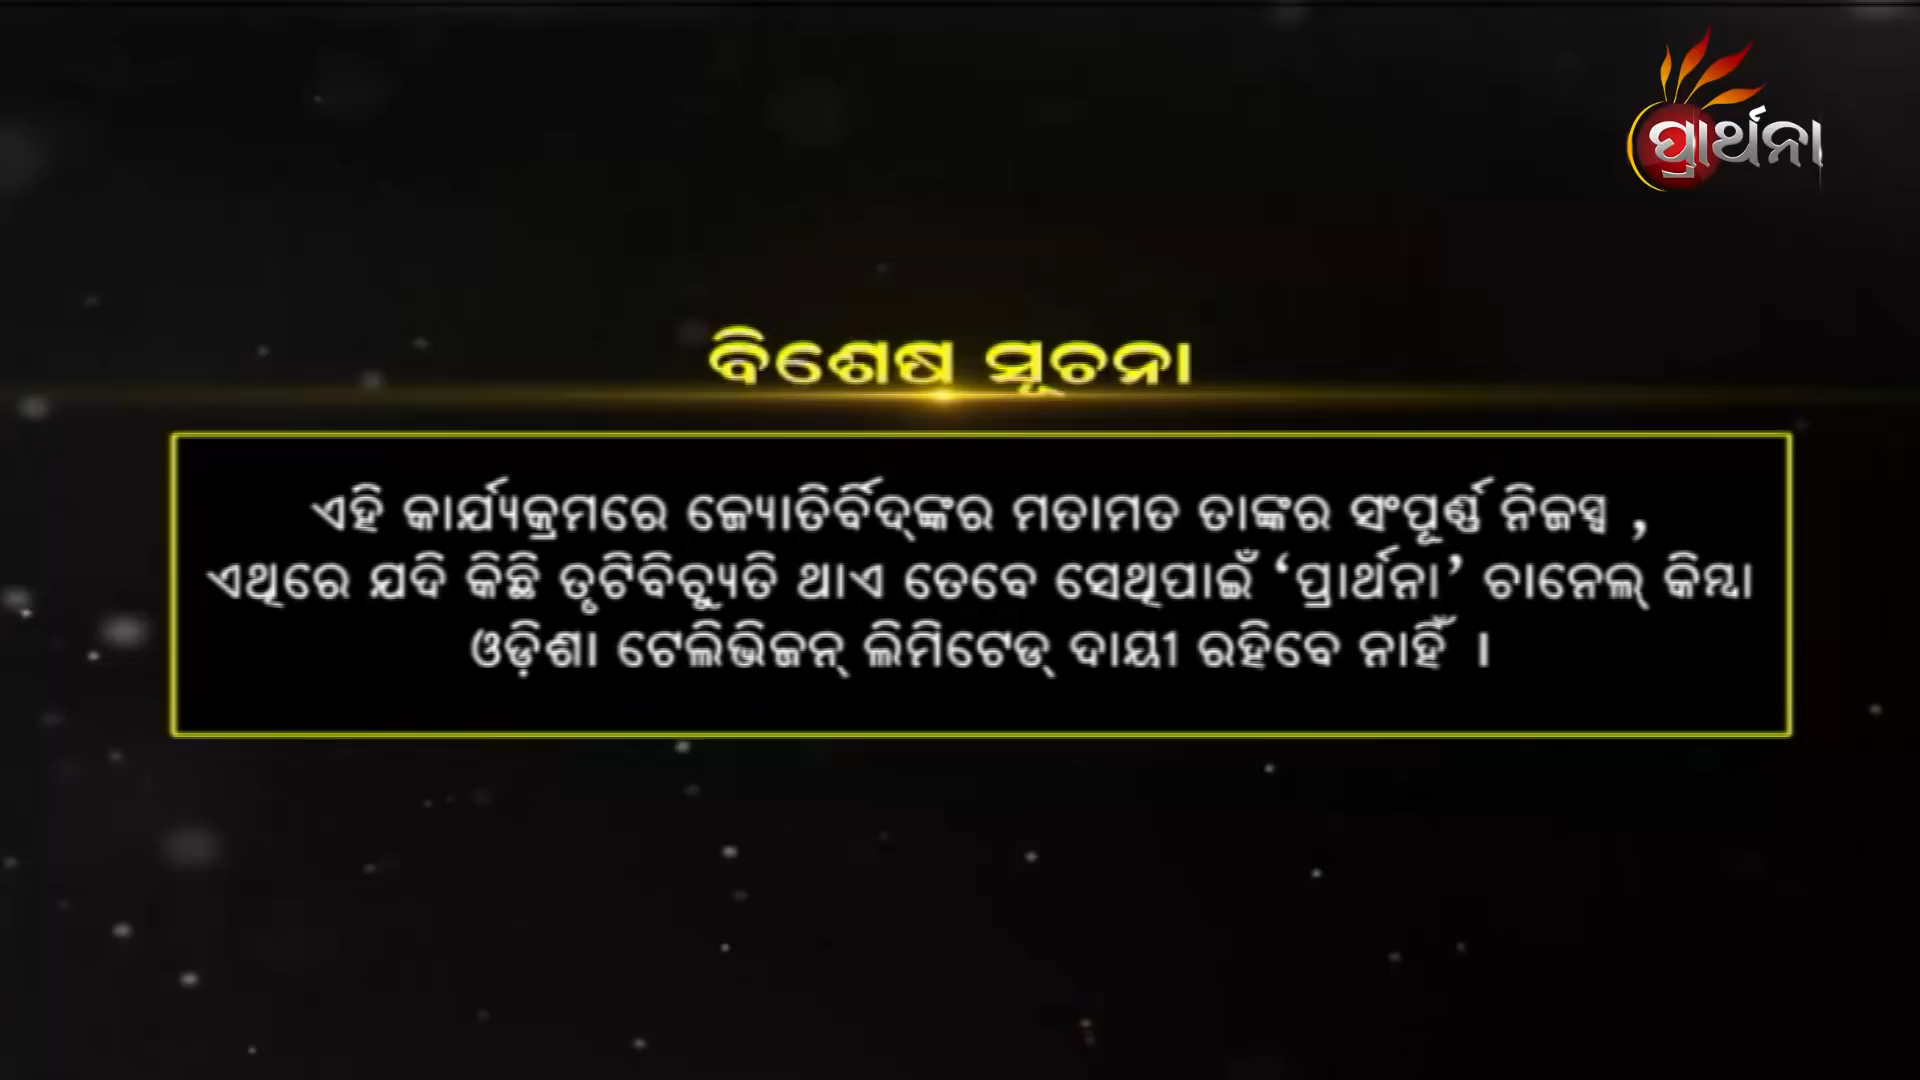 ପ୍ରାର୍ଥନା
ବିଶେଷ ସୂଚନା
ଏହି କାର୍ଯ୍ୟକ୍ରମରେ ଜ୍ୟୋତିର୍ବିଦ୍‌ଙ୍କର ମତାମତ ତାଙ୍କର ସଂପୂର୍ଣ୍ଣ ନିଜସ୍ୱ ,
ଏଥିରେ ଯଦି କିଛି ତୃଟିବିଚ୍ୟୁତି ଥାଏ ତେବେ ସେଥିପାଇଁ ‘ପ୍ରାର୍ଥନା’ ଚାନେଲ୍ କିମ୍ବା
ଓଡ଼ିଶା ଟେଲିଭିଜନ୍ ଲିମିଟେଡ୍ ଦାୟୀ ରହିବେ ନାହିଁ ।